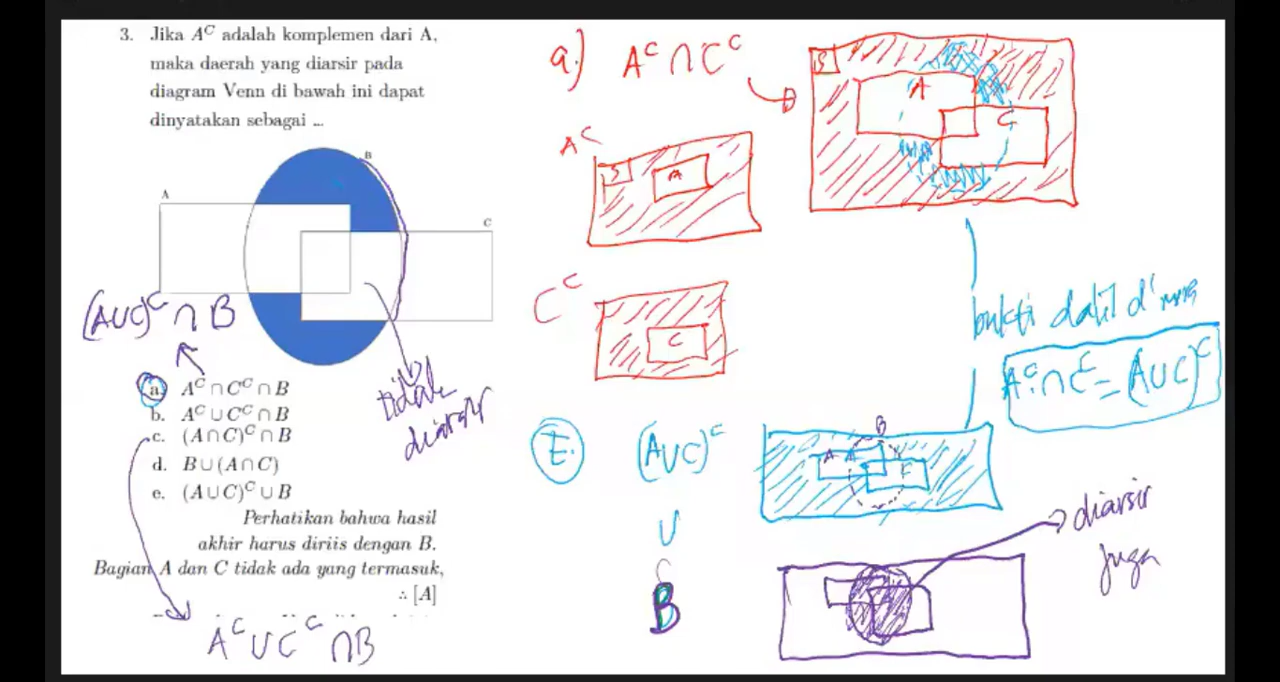 3. Jika A^C adalah komplemen dari A,
maka daerah yang diarsir pada
diagram Venn di bawah ini dapat
dinyatakan sebagai ...
B
A
C
(A∪C)^C ∩ B
tidak
diarsir
a. A^C ∩ C^C ∩ B
b. A^C ∪ C^C ∩ B
c. (A ∩ C)^C ∩ B
d. B ∪ (A ∩ C)
e. (A ∪ C)^C ∪ B
Perhatikan bahwa hasil
akhir harus diriis dengan B.
Bagian A dan C tidak ada yang termasuk,
∴ [A]
A^C ∪ C^C ∩ B
a) A^C ∩ C^C
S
A
C
A^C
S
A
C^C
C
bukti dalil d'
A^C ∩ C^C = (A∪C)^C
E. (A∪C)^C
B
A
C
∪
B
diarsir
juga